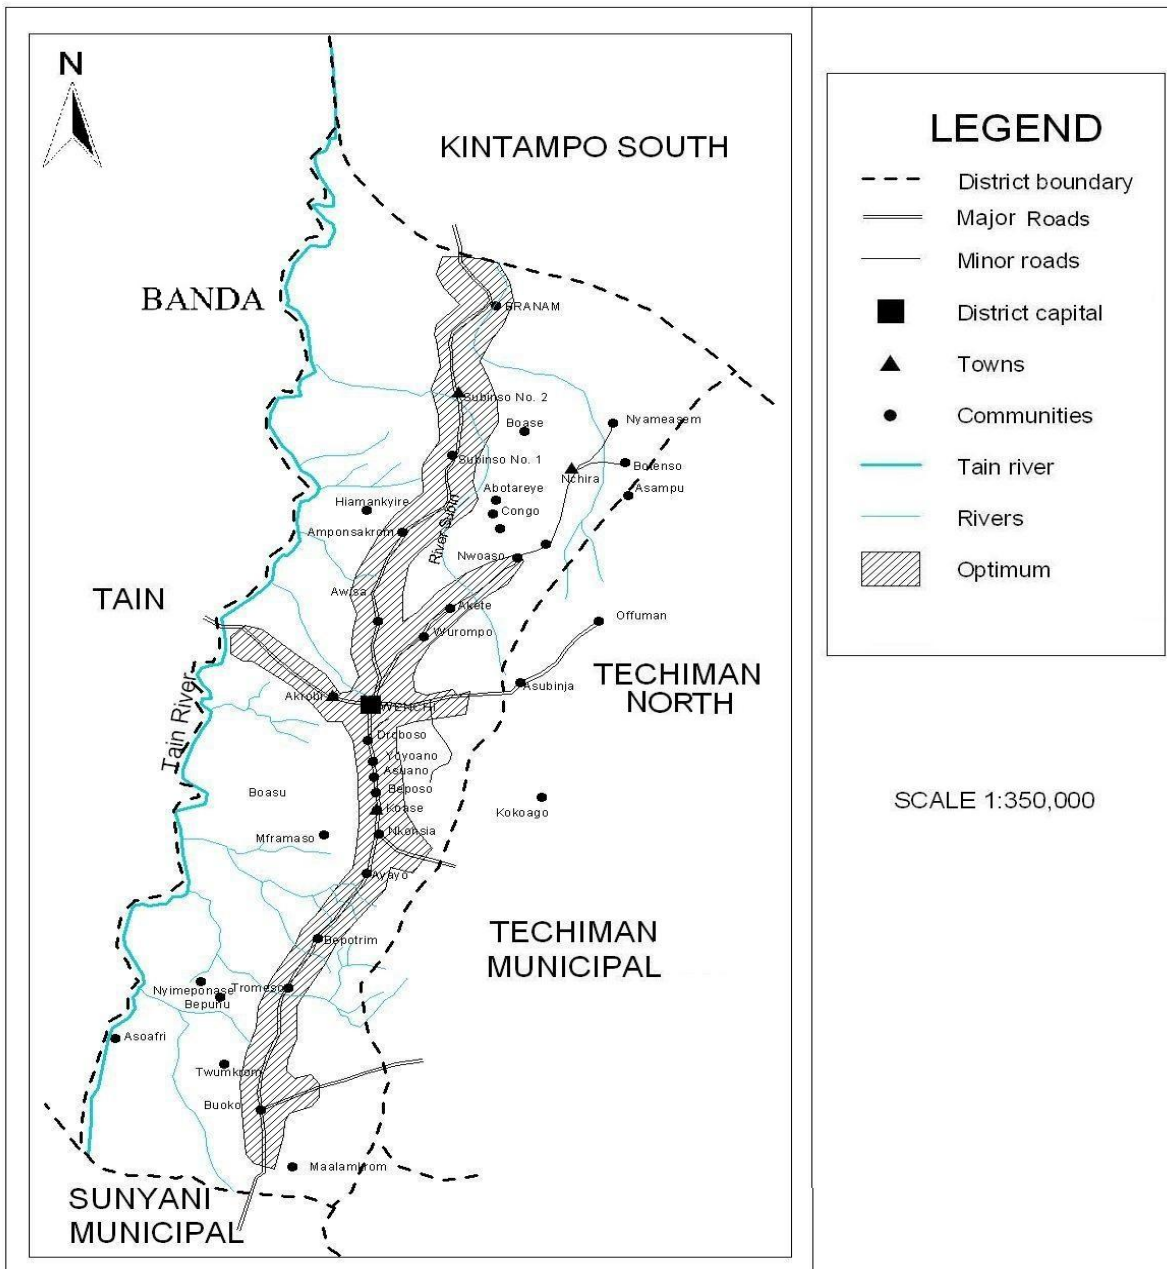 N
KINTAMPO SOUTH
BANDA
BRANAM
Subinso No. 2
Boase
Nyameasem
Subinso No. 1
Nchira
Botenso
Abotareye
Asampu
Hiamankyire
Congo
Amponsakrom
River Subin
Nwoaso
TAIN
Awisa
Akete
Offuman
Wurompo
TECHIMAN
NORTH
Asubinja
Akrobi
WENCHI
Tain River
Droboso
Yoyoano
Asuano
Boasu
Beposo
Koase
Kokoago
Mframaso
Nkonsia
Ayayo
TECHIMAN
MUNICIPAL
Bepotrim
Nyimeponase
Tromeso
Bepunu
Asoafri
Twumkrom
Buoko
Maalamkrom
SUNYANI
MUNICIPAL
LEGEND
District boundary
Major Roads
Minor roads
District capital
Towns
Communities
Tain river
Rivers
Optimum
SCALE 1:350,000